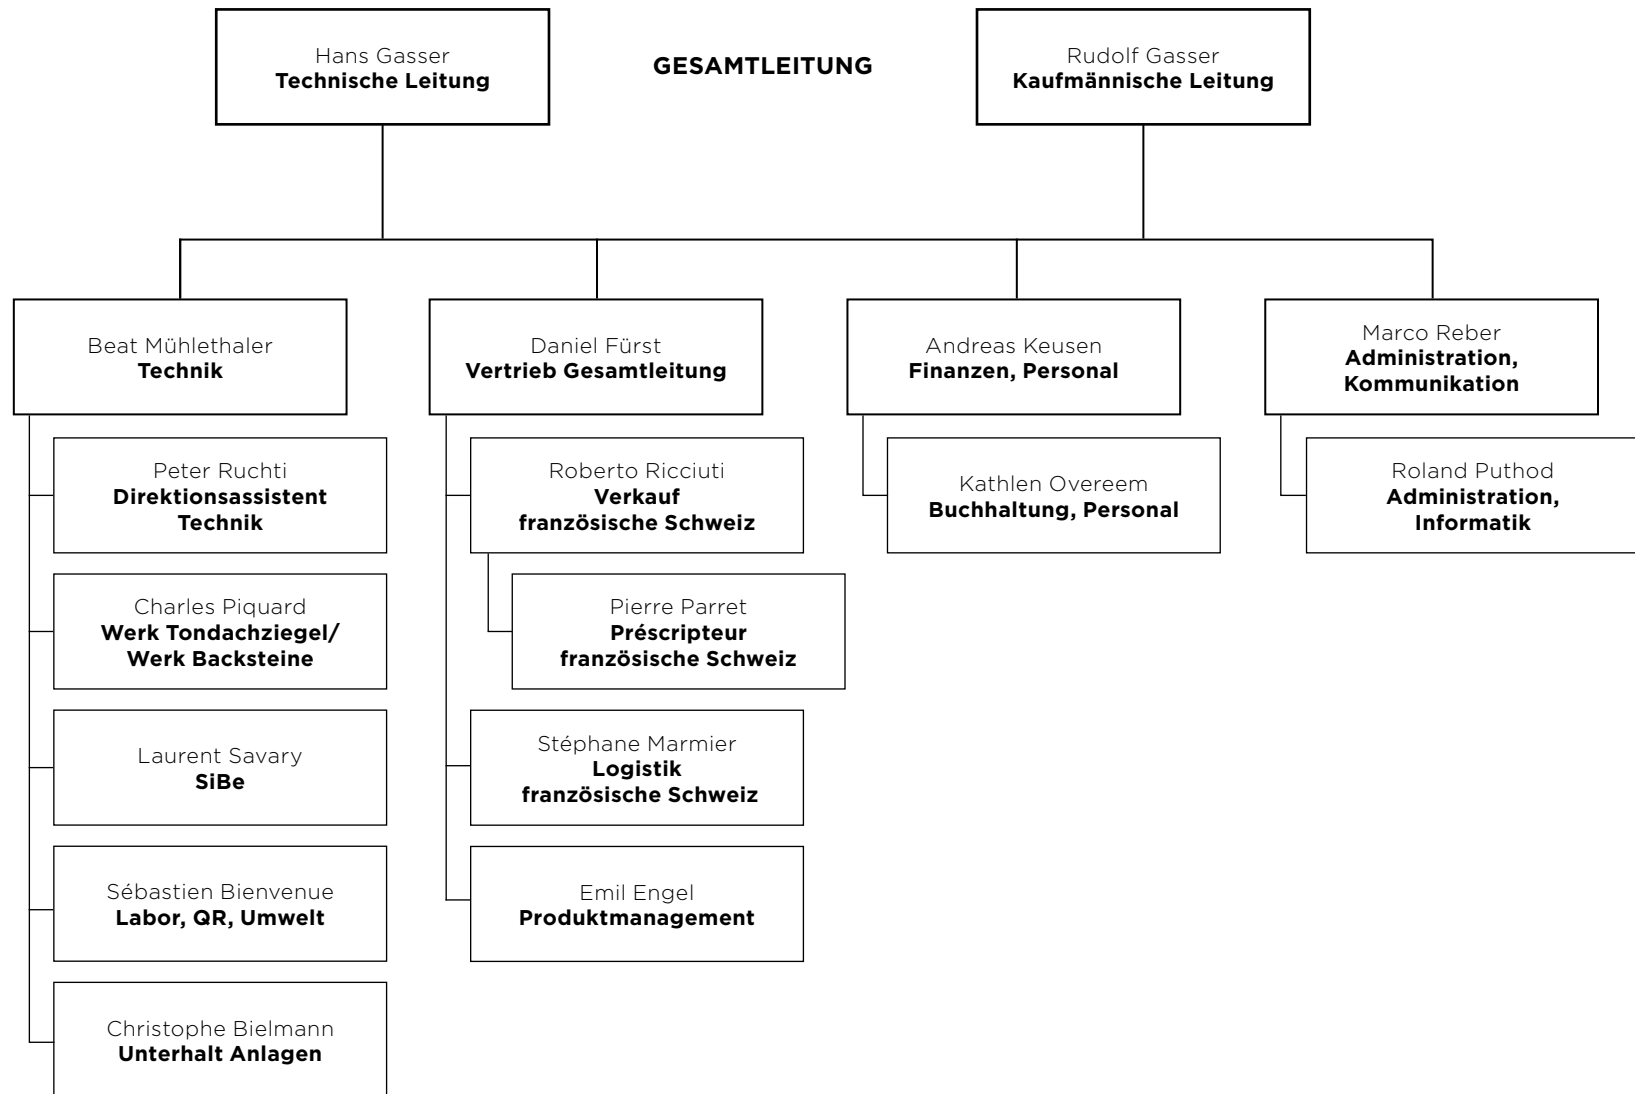 Hans Gasser
Technische Leitung
GESAMTLEITUNG
Rudolf Gasser
Kaufmännische Leitung
Beat Mühlethaler
Technik
Daniel Fürst
Vertrieb Gesamtleitung
Andreas Keusen
Finanzen, Personal
Marco Reber
Administration,
Kommunikation
Peter Ruchti
Direktionsassistent
Technik
Roberto Ricciuti
Verkauf
französische Schweiz
Kathlen Overeem
Buchhaltung, Personal
Roland Puthod
Administration,
Informatik
Charles Piquard
Werk Tondachziegel/
Werk Backsteine
Pierre Parret
Préscripteur
französische Schweiz
Laurent Savary
SiBe
Stéphane Marmier
Logistik
französische Schweiz
Sébastien Bienvenue
Labor, QR, Umwelt
Emil Engel
Produktmanagement
Christophe Bielmann
Unterhalt Anlagen